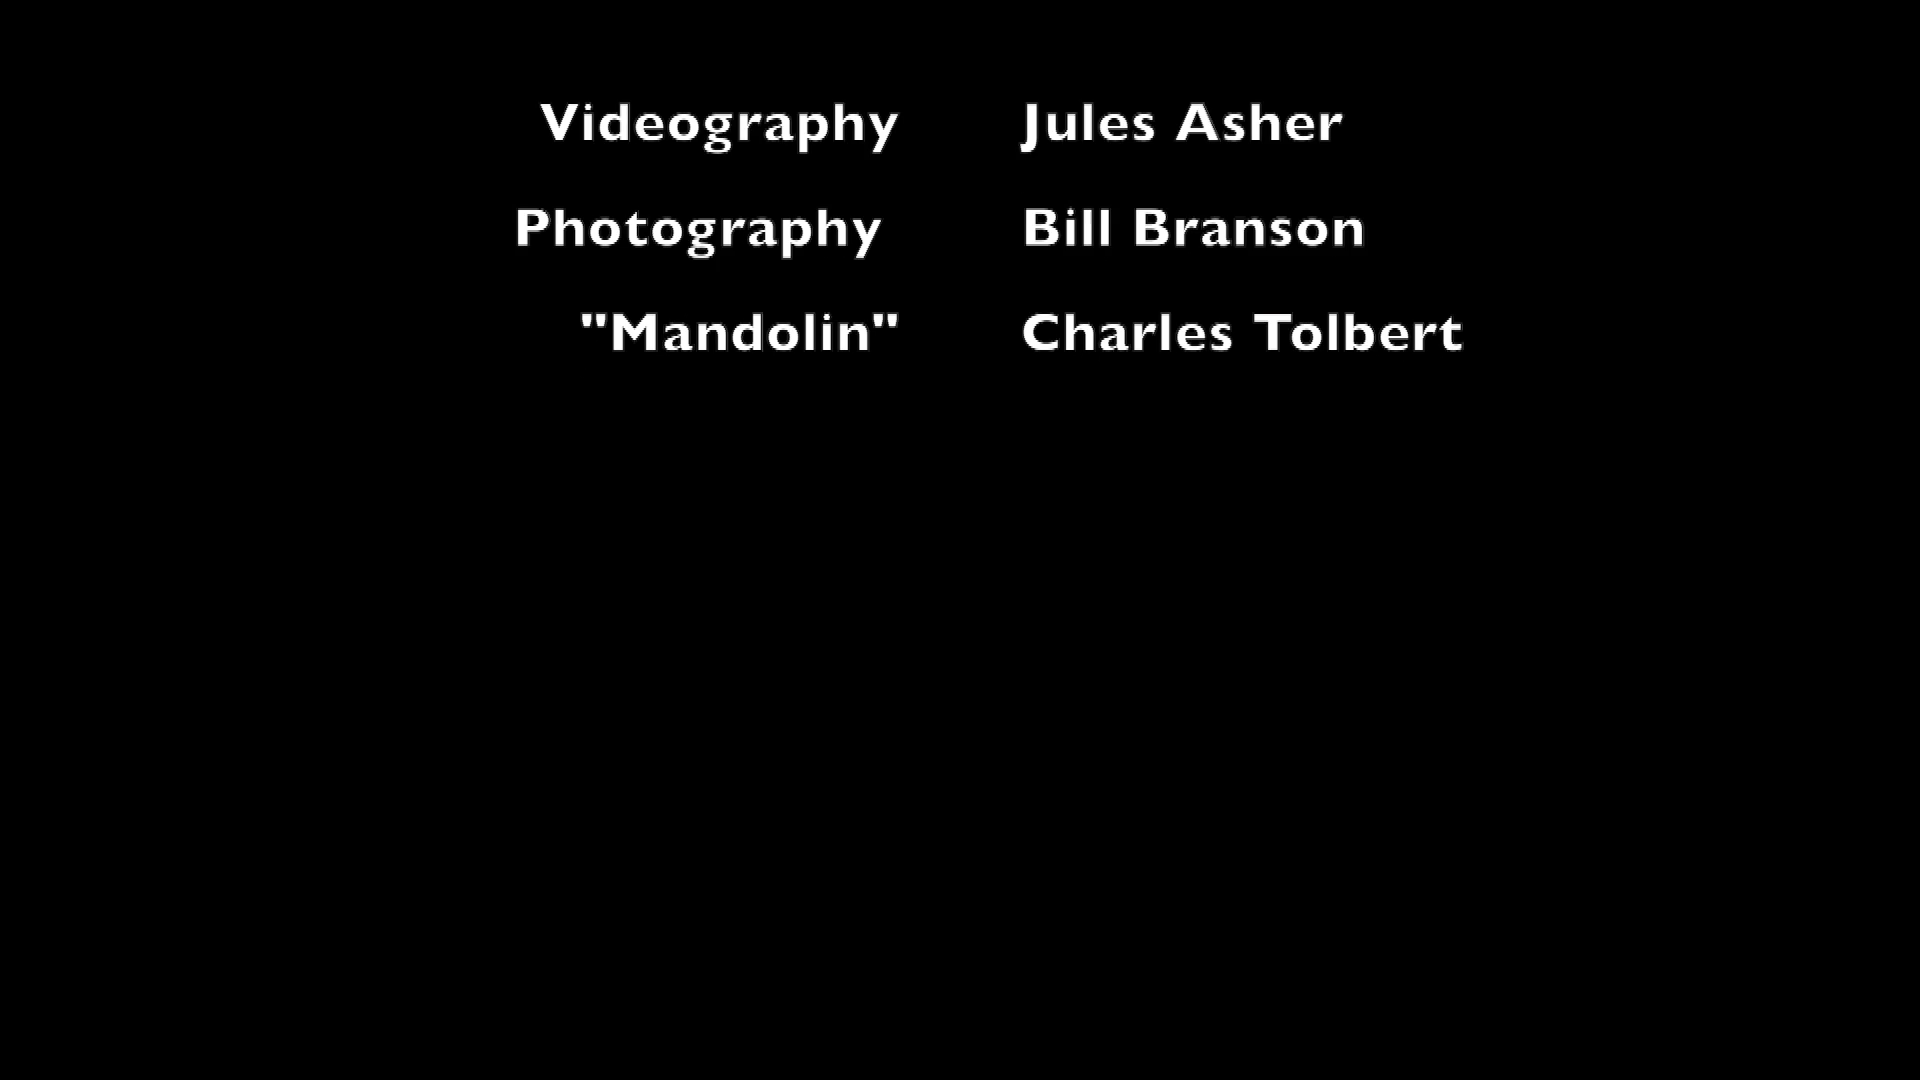 Videography Jules Asher
Photography Bill Branson
"Mandolin" Charles Tolbert